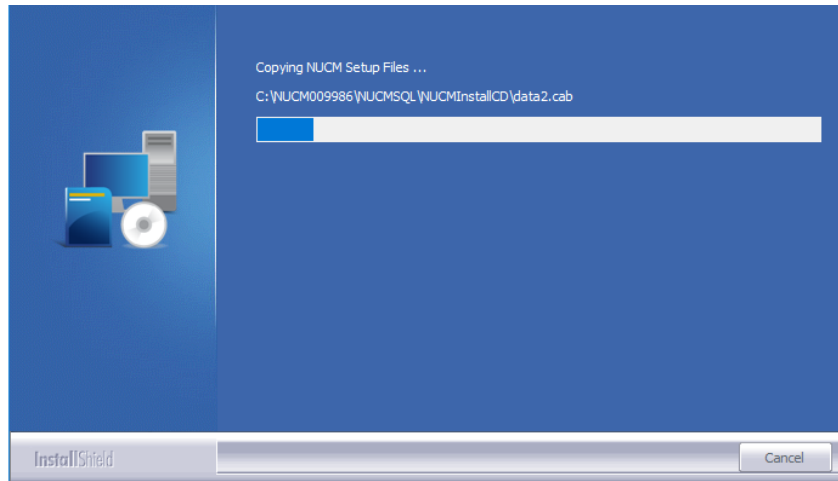 Copying NUCM Setup Files ...
C:\NUCM009986\NUCMSQL\NUCMInstallCD\data2.cab
InstallShield
Cancel